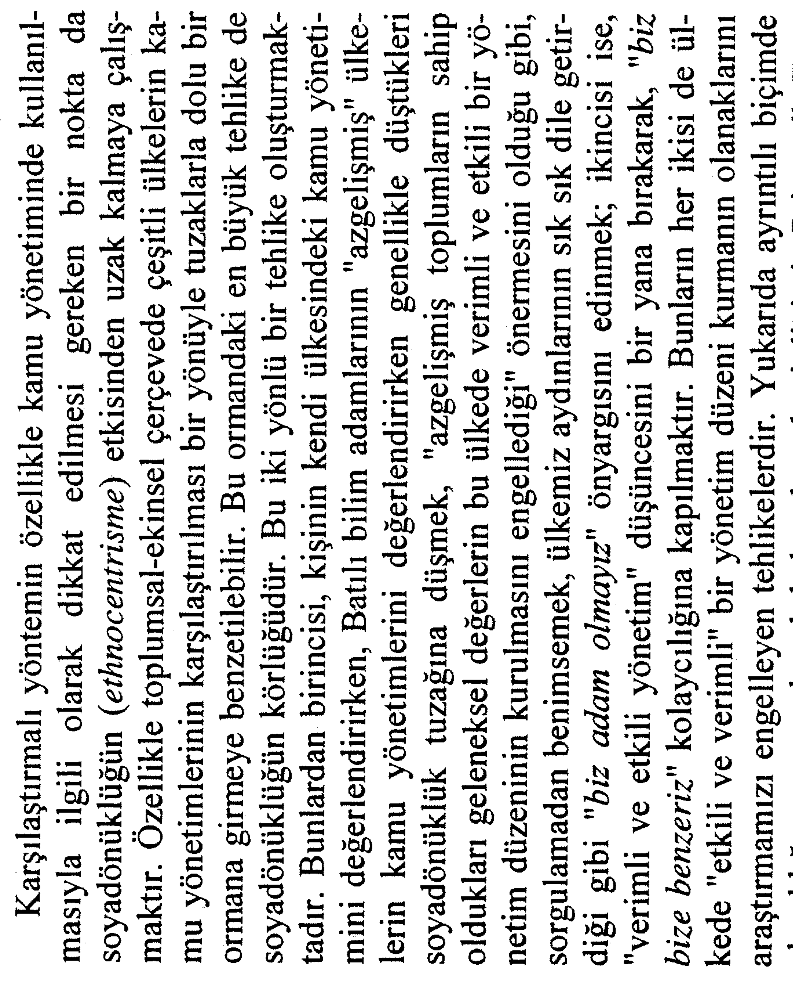 Karşılaştırmalı yöntemin özellikle kamu yönetiminde kullanıl-
masıyla ilgili olarak dikkat edilmesi gereken bir nokta da
soyadönüklüğün (ethnocentrisme) etkisinden uzak kalmaya çalış-
maktır. Özellikle toplumsal-ekinsel çerçevede çeşitli ülkelerin ka-
mu yönetimlerinin karşılaştırılması bir yönüyle tuzaklarla dolu bir
ormana girmeye benzetilebilir. Bu ormandaki en büyük tehlike de
soyadönüklüğün körlüğüdür. Bu iki yönlü bir tehlike oluşturmak-
tadır. Bunlardan birincisi, kişinin kendi ülkesindeki kamu yöneti-
mini değerlendirirken, Batılı bilim adamlarının "azgelişmiş" ülke-
lerin kamu yönetimlerini değerlendirirken genellikle düştükleri
soyadönüklük tuzağına düşmek, "azgelişmiş toplumların sahip
oldukları geleneksel değerlerin bu ülkede verimli ve etkili bir yö-
netim düzeninin kurulmasını engellediği" önermesini olduğu gibi,
sorgulamadan benimsemek, ülkemiz aydınlarının sık sık dile getir-
diği gibi "biz adam olmayız" önyargısını edinmek; ikincisi ise,
"verimli ve etkili yönetim" düşüncesini bir yana bırakarak, "biz
bize benzeriz" kolaycılığına kapılmaktır. Bunların her ikisi de ül-
kede "etkili ve verimli" bir yönetim düzeni kurmanın olanaklarını
araştırmamızı engelleyen tehlikelerdir. Yukarıda ayrıntılı biçimde